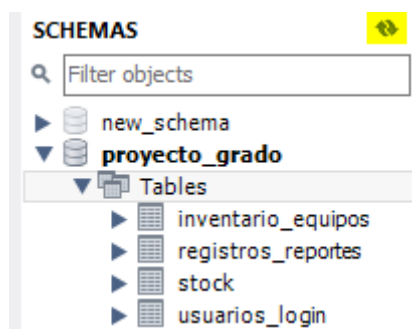 SCHEMAS
Filter objects
new_schema
proyecto_grado
Tables
inventario_equipos
registros_reportes
stock
usuarios_login